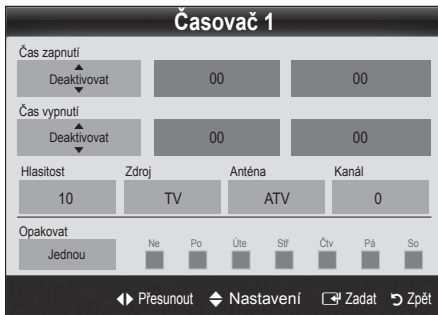 Časovač 1
Čas zapnutí
Deaktivovat 00 00
Čas vypnutí
Deaktivovat 00 00
Hlasitost Zdroj Anténa Kanál
10 TV ATV 0
Opakovat
Jednou Ne Po Úte Stř Čtv Pá So
Přesunout Nastavení Zadat Zpět